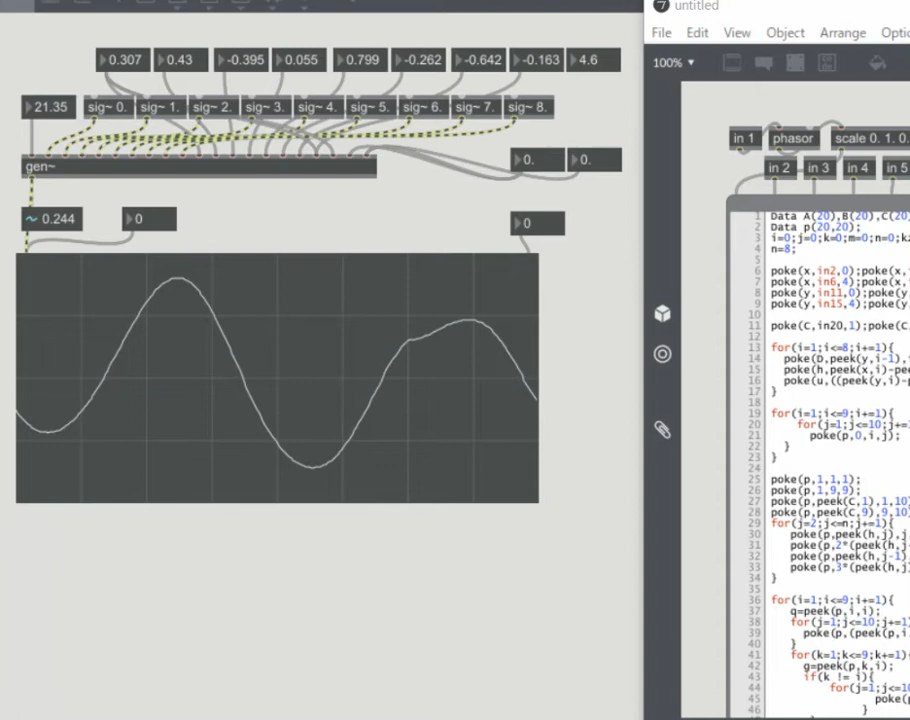 untitled
File Edit View Object Arrange Optio
100%
0.307 0.43 -0.395 0.055 0.799 -0.262 -0.642 -0.163 4.6
21.35 sig~ 0. sig~ 1. sig~ 2. sig~ 3. sig~ 4. sig~ 5. sig~ 6. sig~ 7. sig~ 8.
gen~
0. 0.
~ 0.244 0
0
in 1 phasor scale 0. 1. 0.
in 2 in 3 in 4 in 5
1 Data A(20),B(20),C(20)
2 Data p(20,20);
3 i=0;j=0;k=0;m=0;n=0;k
4 n=8;
5
6 poke(x,in2,0);poke(x,
7 poke(x,in6,4);poke(x,
8 poke(y,in11,0);poke(y
9 poke(y,in15,4);poke(y
10
11 poke(C,in20,1);poke(C,
12
13 for(i=1;i<=8;i+=1){
14 poke(D,peek(y,i-1),
15 poke(h,peek(x,i)-pe
16 poke(u,((peek(y,i)-p
17 }
18
19 for(i=1;i<=9;i+=1){
20 for(j=1;j<=10;j+=
21 poke(p,0,i,j);
22 }
23 }
24
25 poke(p,1,1,1);
26 poke(p,1,9,9);
27 poke(p,peek(C,1),1,10)
28 poke(p,peek(C,9),9,10)
29 for(j=2;j<=n;j+=1){
30 poke(p,peek(h,j),j
31 poke(p,2*(peek(h,j
32 poke(p,peek(h,j-1)
33 poke(p,3*(peek(h,j
34 }
35
36 for(i=1;i<=9;i+=1){
37 q=peek(p,i,i);
38 for(j=1;j<=10;j+=1)
39 poke(p,(peek(p,i
40 }
41 for(k=1;k<=9;k+=1){
42 g=peek(p,k,i);
43 if(k != i){
44 for(j=1;j<=10
45 poke(p
46 }